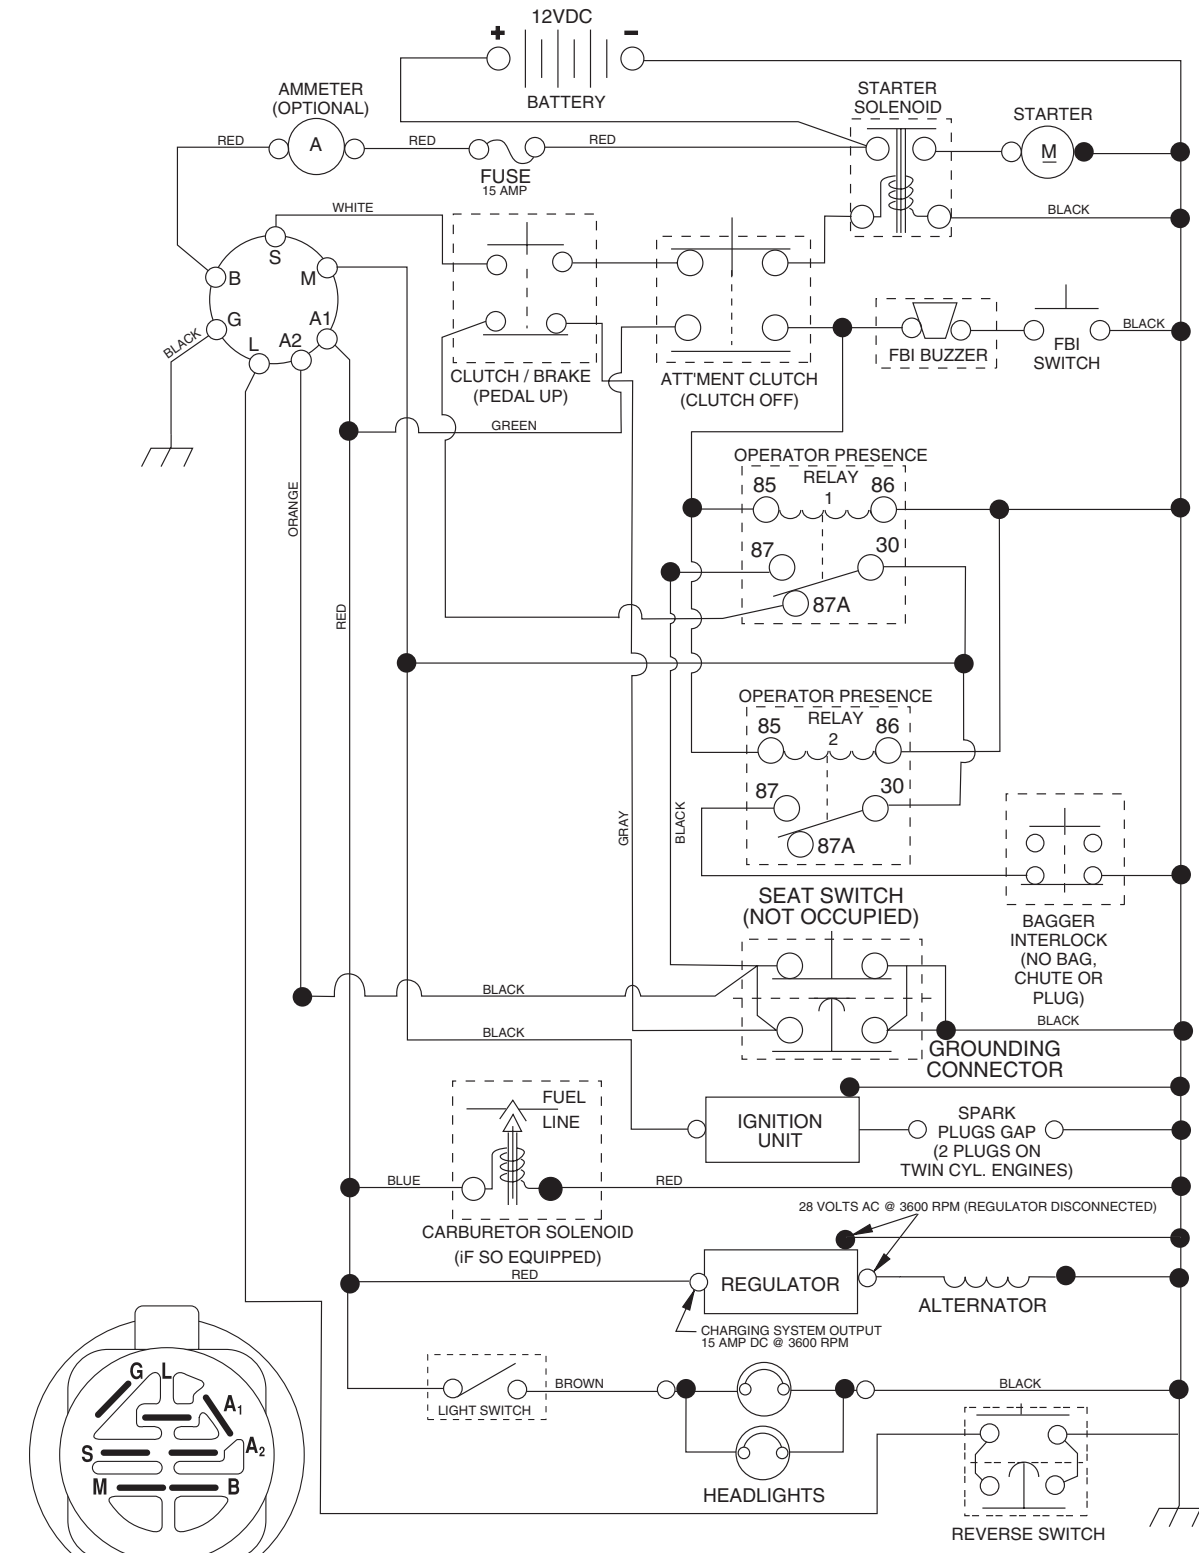 12VDC
+
−
BATTERY
AMMETER
(OPTIONAL)
STARTER
SOLENOID
STARTER
RED
A
RED
RED
M
FUSE
15 AMP
WHITE
BLACK
S
B
M
G
A1
L
A2
BLACK
CLUTCH / BRAKE
(PEDAL UP)
ATT'MENT CLUTCH
(CLUTCH OFF)
FBI BUZZER
FBI
SWITCH
BLACK
GREEN
ORANGE
RED
OPERATOR PRESENCE
RELAY
1
85
86
87
30
87A
OPERATOR PRESENCE
RELAY
2
85
86
87
30
87A
GRAY
BLACK
BAGGER
INTERLOCK
(NO BAG,
CHUTE OR
PLUG)
SEAT SWITCH
(NOT OCCUPIED)
BLACK
BLACK
BLACK
GROUNDING
CONNECTOR
FUEL
LINE
IGNITION
UNIT
SPARK
PLUGS GAP
(2 PLUGS ON
TWIN CYL. ENGINES)
BLUE
RED
CARBURETOR SOLENOID
(iF SO EQUIPPED)
28 VOLTS AC @ 3600 RPM (REGULATOR DISCONNECTED)
RED
REGULATOR
ALTERNATOR
CHARGING SYSTEM OUTPUT
15 AMP DC @ 3600 RPM
LIGHT SWITCH
BROWN
BLACK
HEADLIGHTS
REVERSE SWITCH
G
L
A1
A2
S
M
B